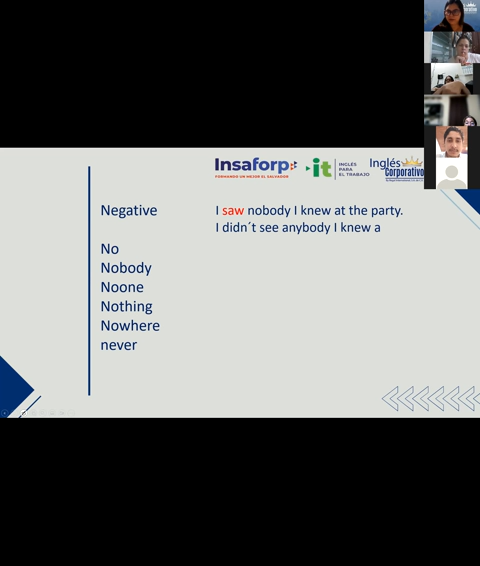 Insaforp
FORMANDO UN MEJOR EL SALVADOR
it
INGLÉS
PARA
EL TRABAJO
Inglés
Corporativo
Negative
I saw nobody I knew at the party.
I didn´t see anybody I knew a
No
Nobody
Noone
Nothing
Nowhere
never